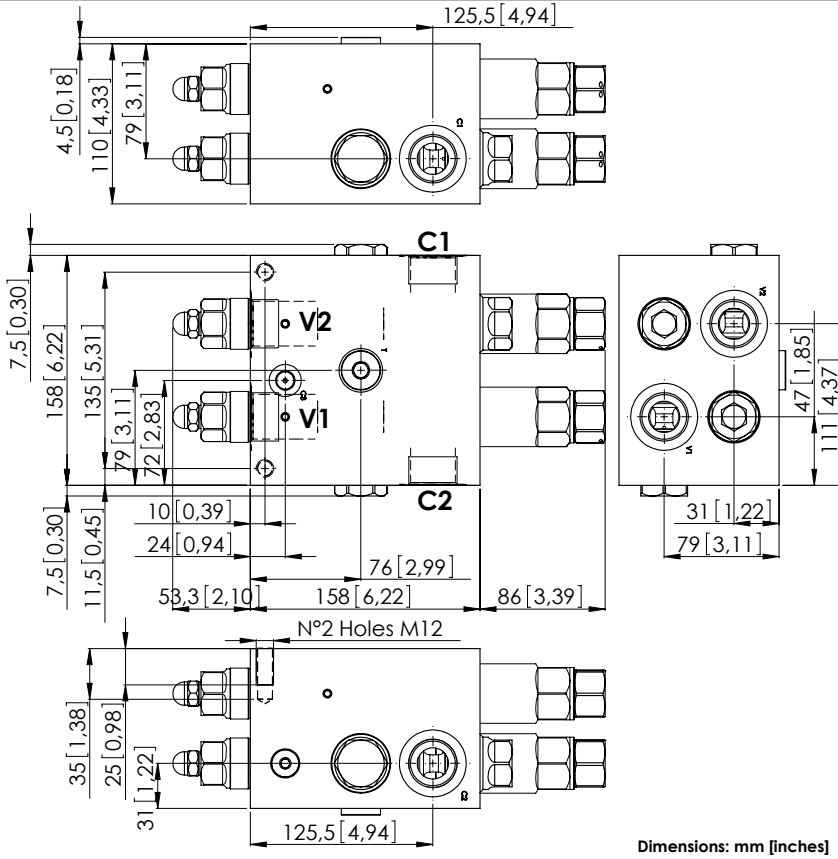 125,5 [4,94]
4,5 [0,18]
110 [4,33]
79 [3,11]
C1
C1
7,5 [0,30]
158 [6,22]
135 [5,31]
79 [3,11]
72 [2,83]
V2
V1
T
C2
V2
V1
47 [1,85]
111 [4,37]
31 [1,22]
79 [3,11]
7,5 [0,30]
11,5 [0,45]
10 [0,39]
24 [0,94]
76 [2,99]
53,3 [2,10]
158 [6,22]
86 [3,39]
N°2 Holes M12
35 [1,38]
25 [0,98]
31 [1,22]
C2
125,5 [4,94]
Dimensions: mm [inches]